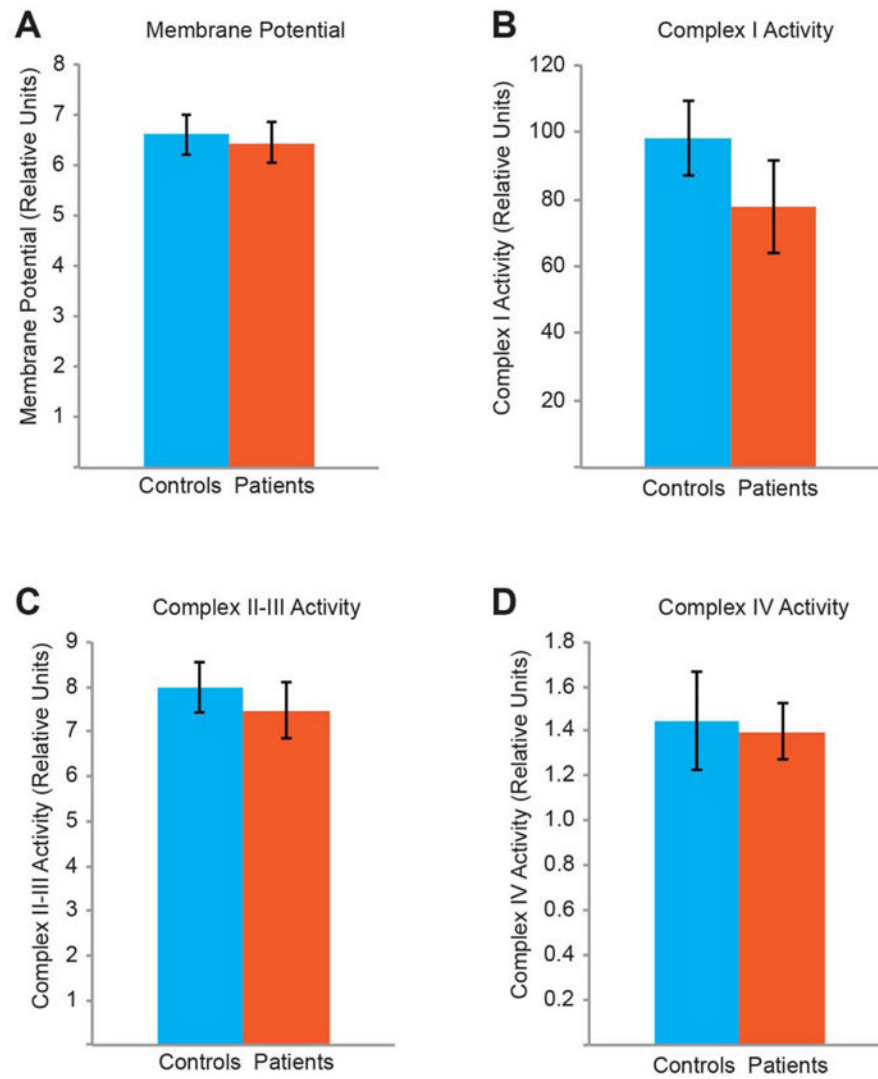 A
Membrane Potential
Membrane Potential (Relative Units)
8
7
6
5
4
3
2
1
Controls Patients
B
Complex I Activity
Complex I Activity (Relative Units)
120
100
80
60
40
20
Controls Patients
C
Complex II-III Activity
Complex II-III Activity (Relative Units)
9
8
7
6
5
4
3
2
1
Controls Patients
D
Complex IV Activity
Complex IV Activity (Relative Units)
1.8
1.6
1.4
1.2
1.0
0.8
0.6
0.4
0.2
Controls Patients